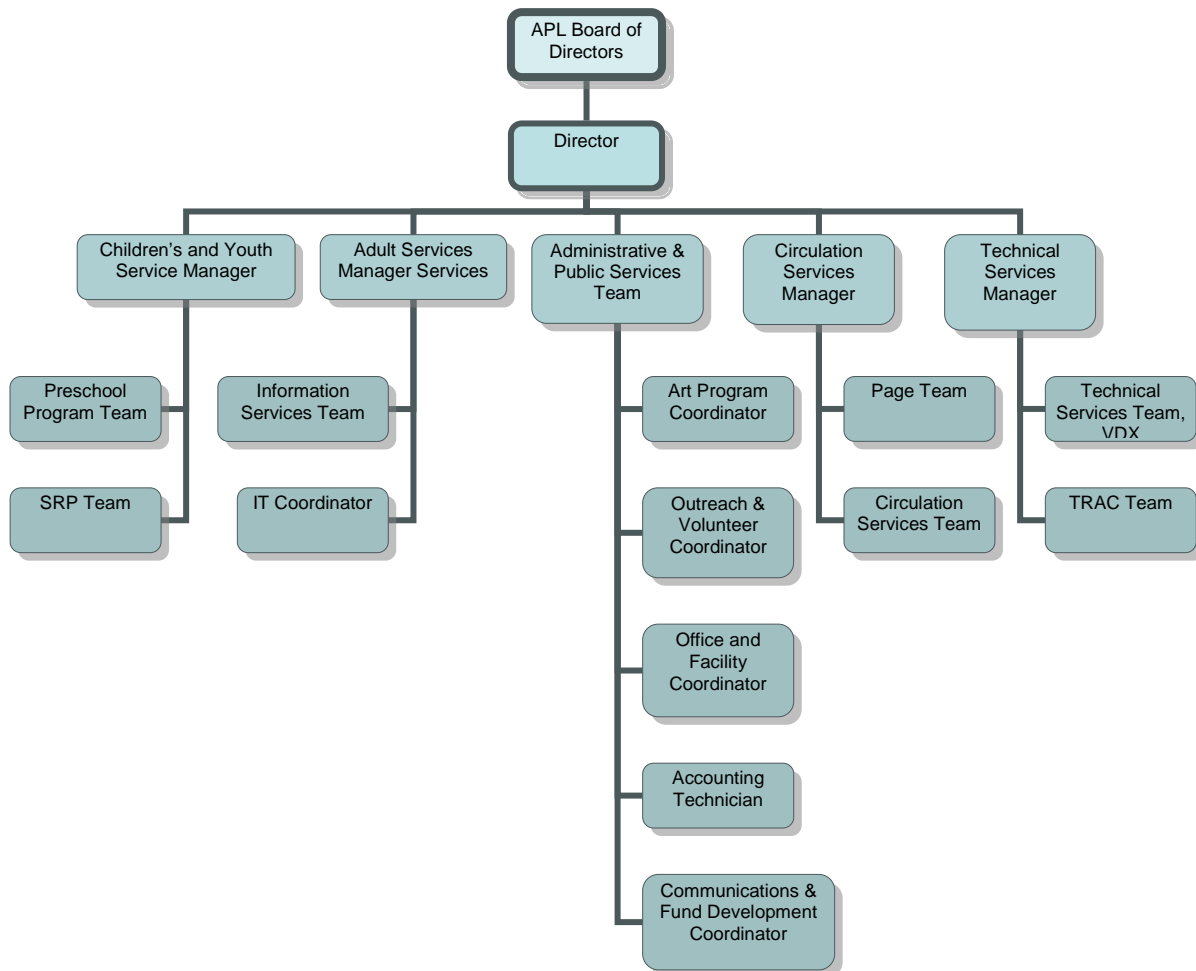 APL Board of
Directors
Director
Children’s and Youth
Service Manager
Adult Services
Manager Services
Administrative &
Public Services
Team
Circulation
Services
Manager
Technical
Services
Manager
Preschool
Program Team
Information
Services Team
Art Program
Coordinator
Page Team
Technical
Services Team,
VDX
SRP Team
IT Coordinator
Outreach &
Volunteer
Coordinator
Circulation
Services Team
TRAC Team
Office and
Facility
Coordinator
Accounting
Technician
Communications &
Fund Development
Coordinator